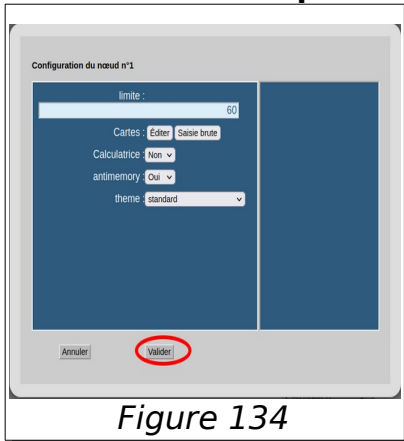 Configuration du nœud n°1
limite :
60
Cartes : Éditer Saisie brute
Calculatrice : Non
antimemory : Oui
theme : standard
Annuler Valider
Figure 134